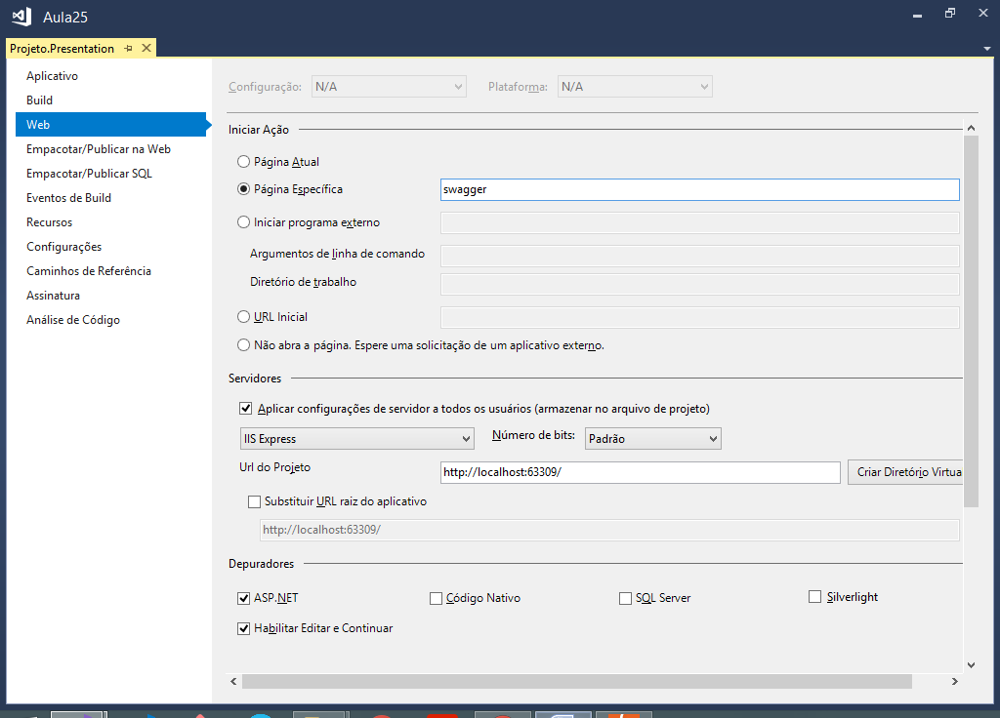 Aula25
Projeto.Presentation
Aplicativo
Build
Web
Empacotar/Publicar na Web
Empacotar/Publicar SQL
Eventos de Build
Recursos
Configurações
Caminhos de Referência
Assinatura
Análise de Código
Configuração: N/A Plataforma: N/A
Iniciar Ação
Página Atual
Página Específica swagger
Iniciar programa externo
Argumentos de linha de comando
Diretório de trabalho
URL Inicial
Não abra a página. Espere uma solicitação de um aplicativo externo.
Servidores
Aplicar configurações de servidor a todos os usuários (armazenar no arquivo de projeto)
IIS Express Número de bits: Padrão
Url do Projeto http://localhost:63309/ Criar Diretório Virtua
Substituir URL raiz do aplicativo
http://localhost:63309/
Depuradores
ASP.NET Código Nativo SQL Server Silverlight
Habilitar Editar e Continuar